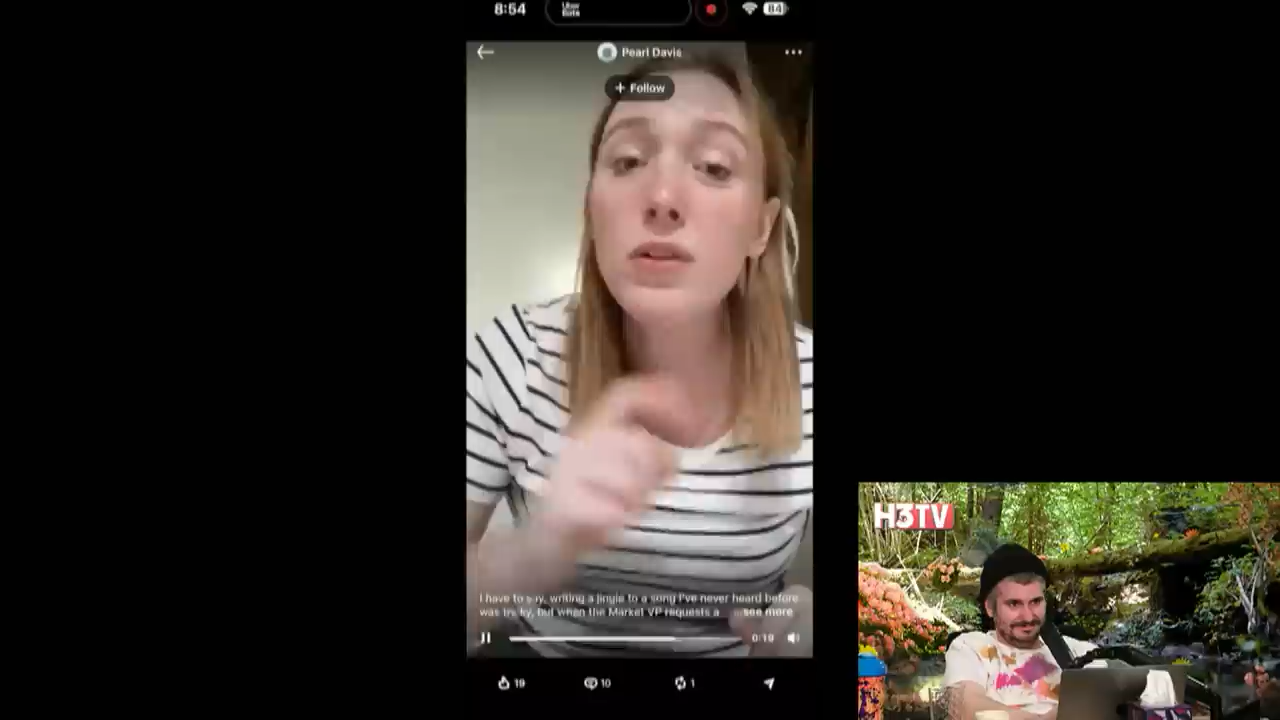 8:54
84
Pearl Davis
+ Follow
I have to say, writing a jingle to a song I've never heard before
was tricky, but when the Market VP requests a ...see more
0:19
19
10
1
H3TV